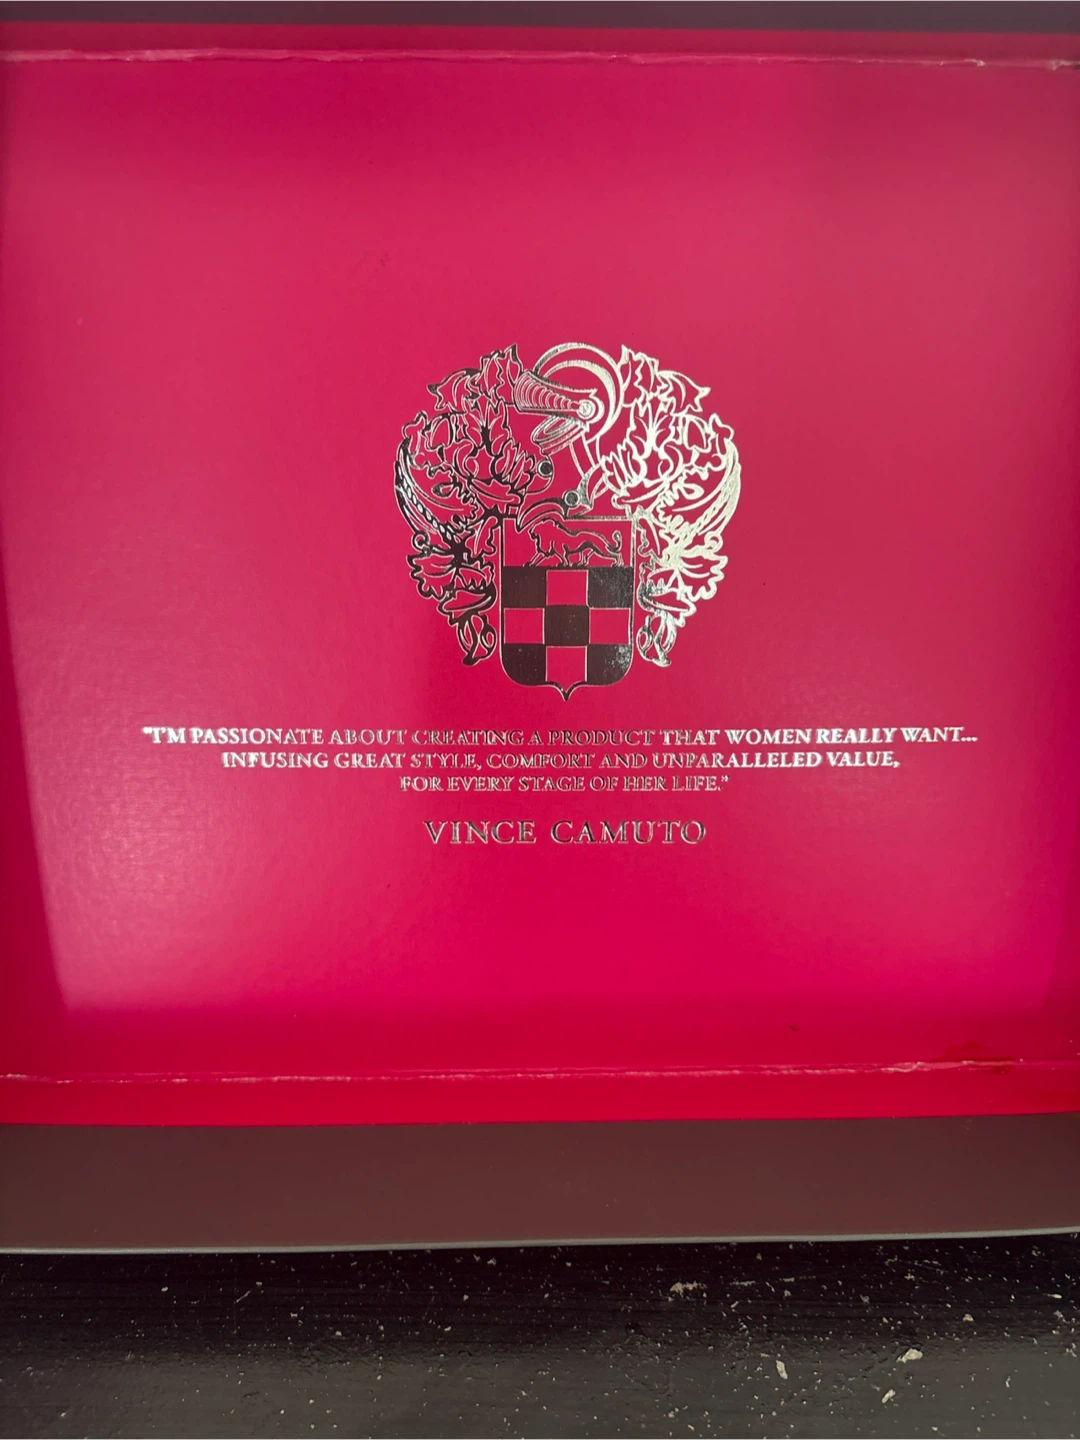 "I'M PASSIONATE ABOUT CREATING A PRODUCT THAT WOMEN REALLY WANT...
INFUSING GREAT STYLE, COMFORT AND UNPARALLELED VALUE,
FOR EVERY STAGE OF HER LIFE."
VINCE CAMUTO